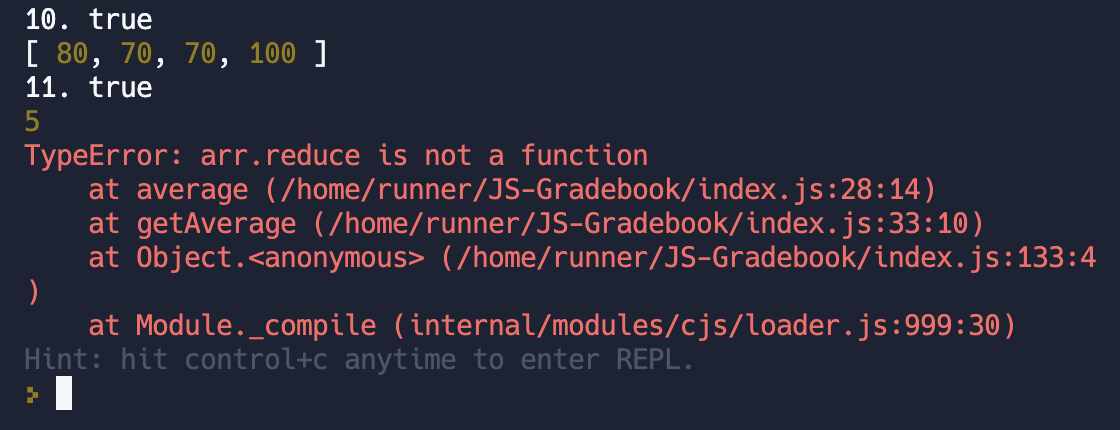 10. true
[ 80, 70, 70, 100 ]
11. true
5
TypeError: arr.reduce is not a function
    at average (/home/runner/JS-Gradebook/index.js:28:14)
    at getAverage (/home/runner/JS-Gradebook/index.js:33:10)
    at Object.<anonymous> (/home/runner/JS-Gradebook/index.js:133:4
)
    at Module._compile (internal/modules/cjs/loader.js:999:30)
Hint: hit control+c anytime to enter REPL.
>